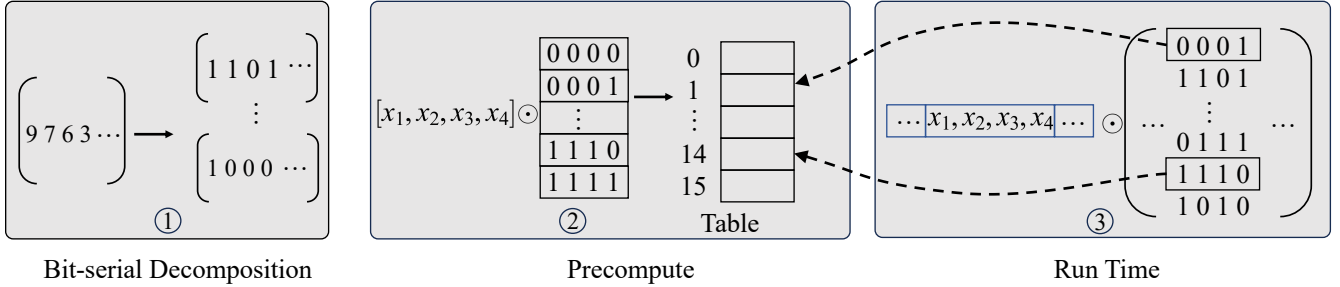 9 7 6 3 ⋯
1 1 0 1 ⋯
⋮
1 0 0 0 ⋯
①
Bit-serial Decomposition
[x₁, x₂, x₃, x₄] ⊙
0 0 0 0
0 0 0 1
⋮
1 1 1 0
1 1 1 1
0
1
⋮
14
15
Table
②
Precompute
⋯ x₁, x₂, x₃, x₄ ⋯ ⊙
0 0 0 1
1 1 0 1
⋯ ⋮ ⋯
0 1 1 1
1 1 1 0
1 0 1 0
③
Run Time